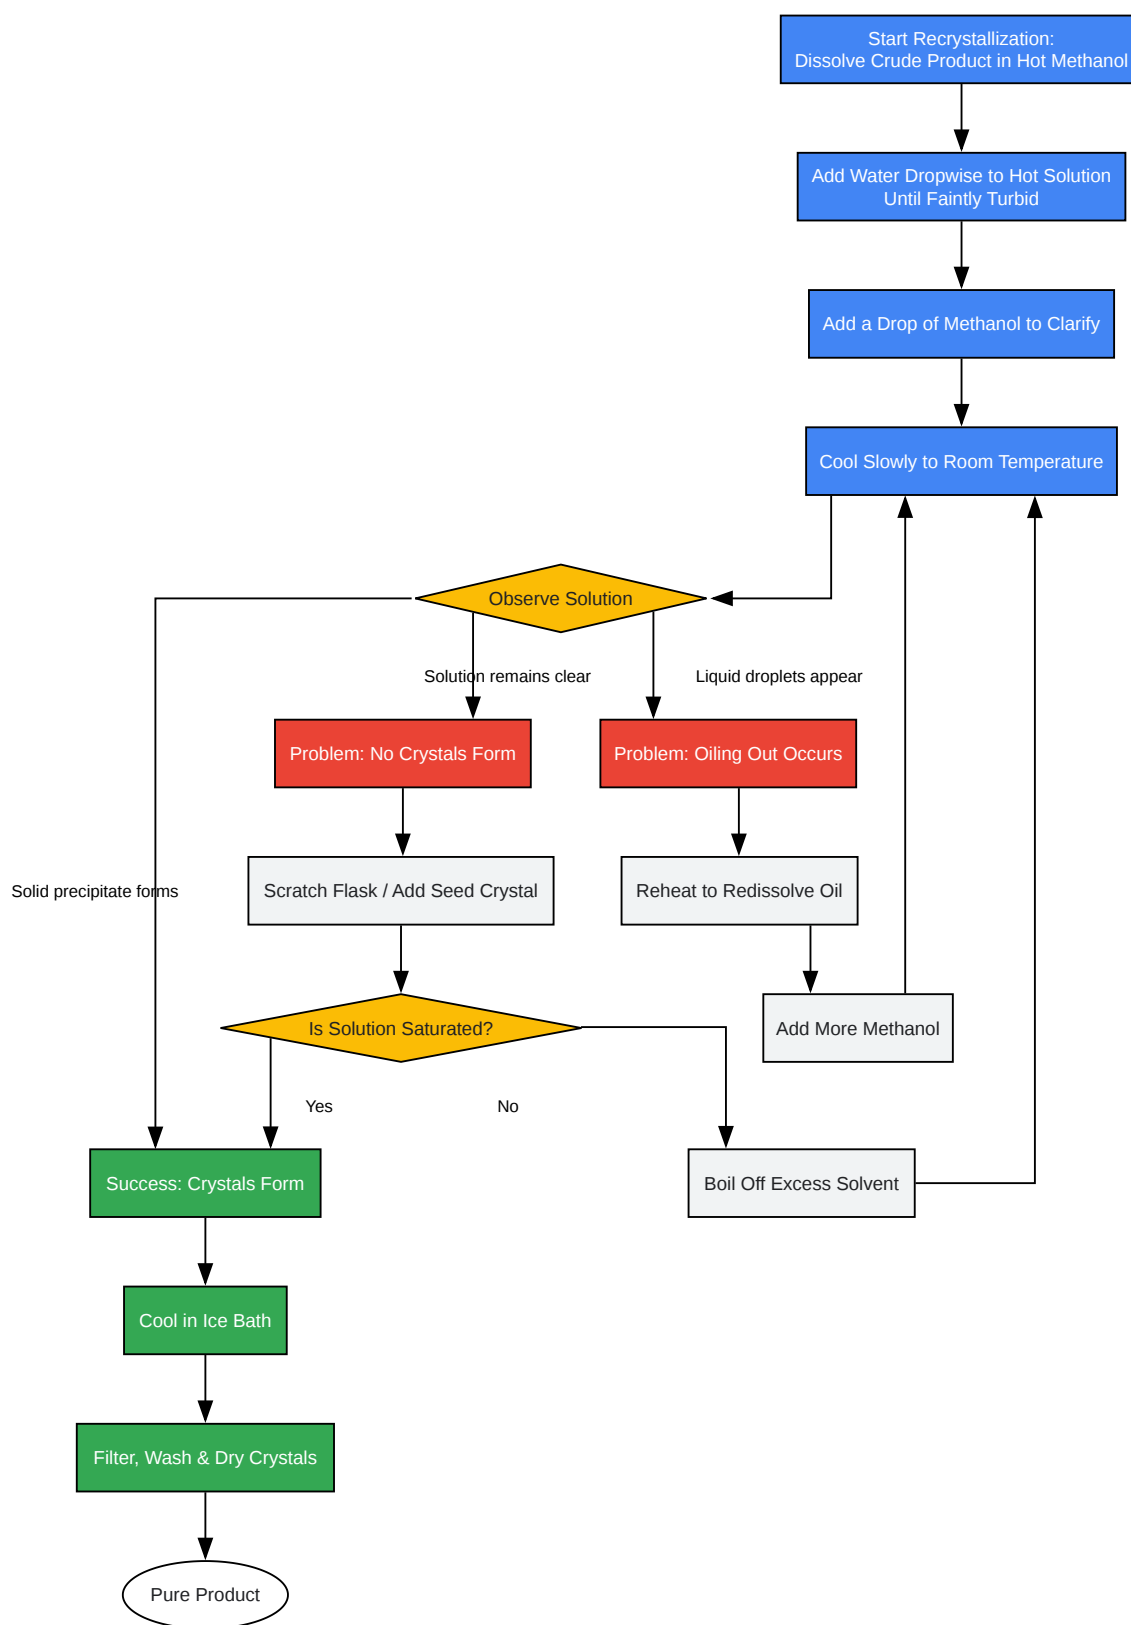 Start Recrystallization:
Dissolve Crude Product in Hot Methanol
Add Water Dropwise to Hot Solution
Until Faintly Turbid
Add a Drop of Methanol to Clarify
Cool Slowly to Room Temperature
Observe Solution
Solution remains clear
Liquid droplets appear
Problem: No Crystals Form
Problem: Oiling Out Occurs
Solid precipitate forms
Scratch Flask / Add Seed Crystal
Reheat to Redissolve Oil
Is Solution Saturated?
Add More Methanol
Yes
No
Success: Crystals Form
Boil Off Excess Solvent
Cool in Ice Bath
Filter, Wash & Dry Crystals
Pure Product